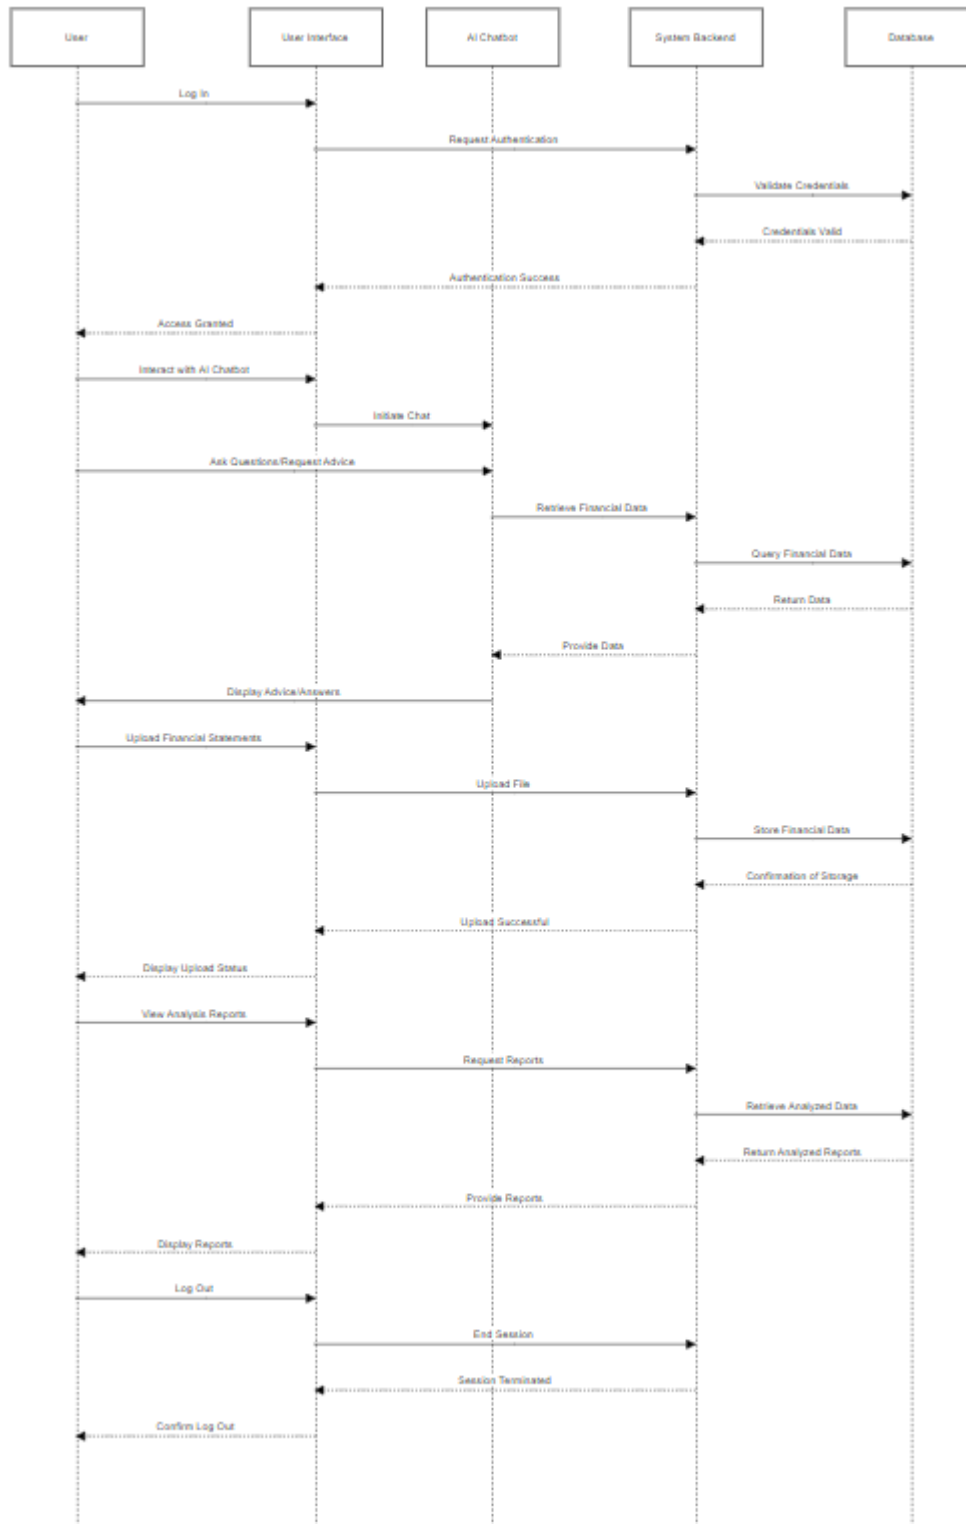 User
User Interface
AI Chatbot
System Backend
Database
Log In
Request Authentication
Validate Credentials
Credentials Valid
Authentication Success
Access Granted
Interact with AI Chatbot
Initiate Chat
Ask Questions/Request Advice
Retrieve Financial Data
Query Financial Data
Return Data
Provide Data
Display Advice/Answers
Upload Financial Statements
Upload File
Store Financial Data
Confirmation of Storage
Upload Successful
Display Upload Status
View Analysis Reports
Request Reports
Retrieve Analyzed Data
Return Analyzed Reports
Provide Reports
Display Reports
Log Out
End Session
Session Terminated
Confirm Log Out